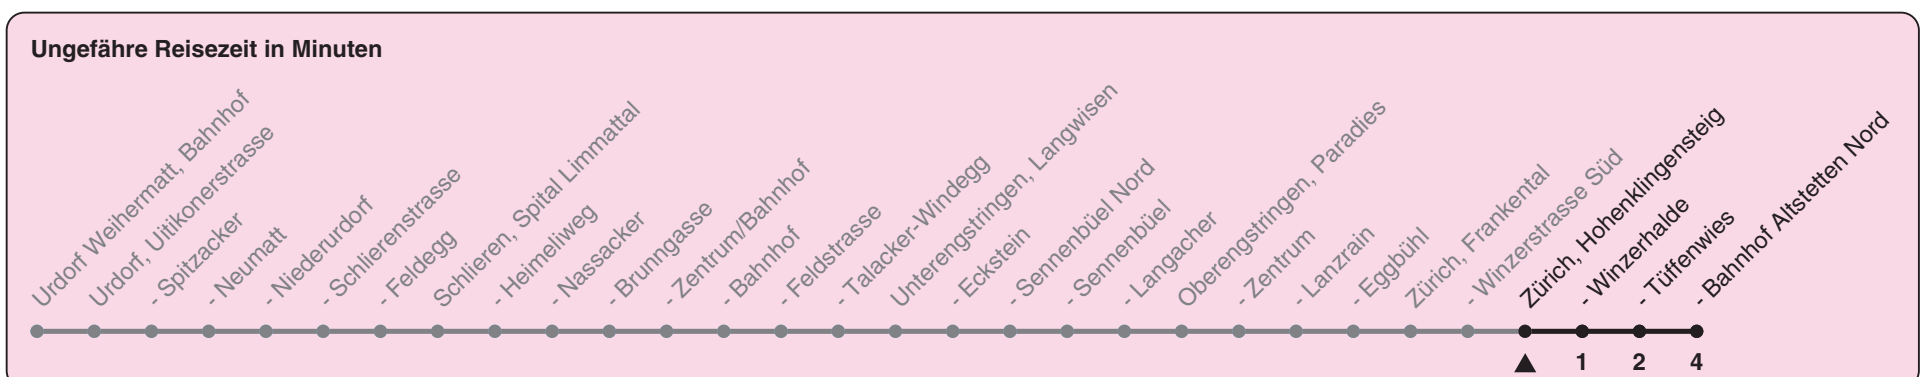 Ungefähre Reisezeit in Minuten
Urdorf Weihermatt, Bahnhof
Urdorf, Uitikonerstrasse
- Spitzacker
- Neumatt
- Niederurdorf
- Schlierenstrasse
- Feldegg
Schlieren, Spital Limmattal
- Heimeliweg
- Nassacker
- Brunngasse
- Zentrum/Bahnhof
- Bahnhof
- Feldstrasse
- Talacker-Windegg
Unterengstringen, Langwisen
- Eckstein
- Sennenbüel Nord
- Sennenbüel
- Langacher
Oberengstringen, Paradies
- Zentrum
- Lanzrain
- Eggbühl
Zürich, Frankental
- Winzerstrasse Süd
Zürich, Hohenklingensteig
- Winzerhalde
- Tüffenwies
- Bahnhof Altstetten Nord
1 2 4